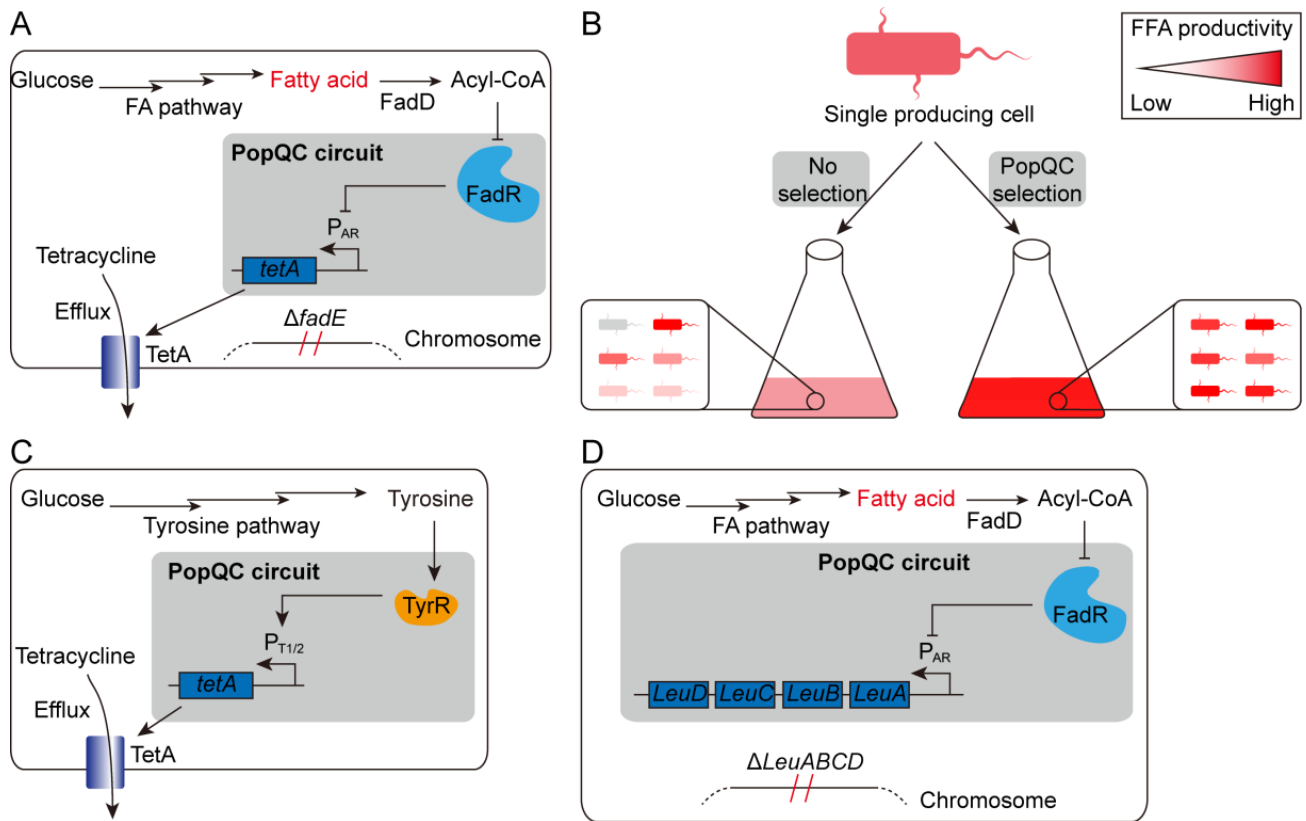 A
Glucose
FA pathway
Fatty acid
FadD
Acyl-CoA
PopQC circuit
FadR
P_AR
tetA
Tetracycline
Efflux
TetA
ΔfadE
Chromosome
B
Single producing cell
FFA productivity
Low
High
No
selection
PopQC
selection
C
Glucose
Tyrosine pathway
Tyrosine
PopQC circuit
TyrR
P_T1/2
tetA
Tetracycline
Efflux
TetA
D
Glucose
FA pathway
Fatty acid
FadD
Acyl-CoA
PopQC circuit
FadR
P_AR
LeuD LeuC LeuB LeuA
ΔLeuABCD
Chromosome